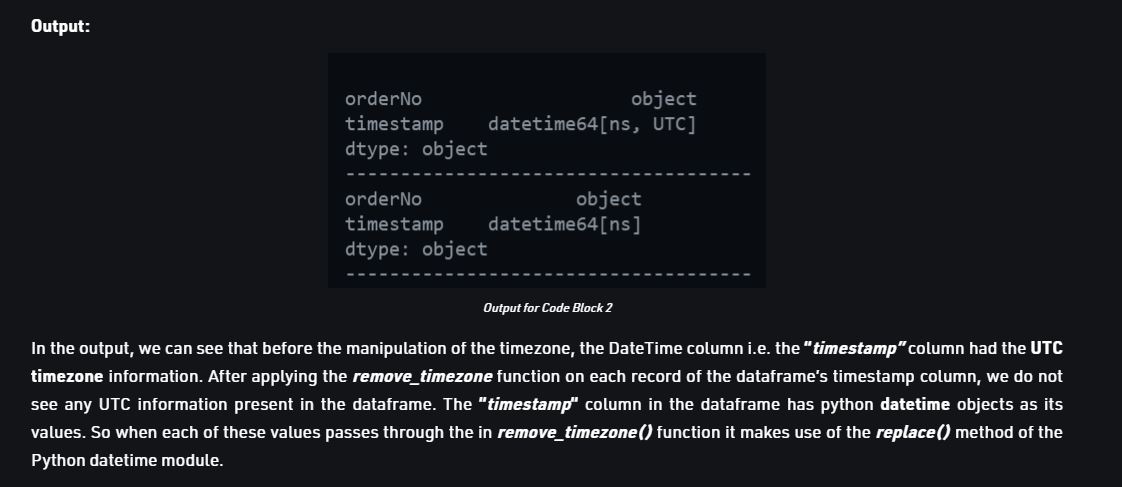 Output:
orderNo object
timestamp datetime64[ns, UTC]
dtype: object
-------------------------------------
orderNo object
timestamp datetime64[ns]
dtype: object
-------------------------------------
Output for Code Block 2
In the output, we can see that before the manipulation of the timezone, the DateTime column i.e. the "timestamp" column had the UTC
timezone information. After applying the remove_timezone function on each record of the dataframe's timestamp column, we do not
see any UTC information present in the dataframe. The "timestamp" column in the dataframe has python datetime objects as its
values. So when each of these values passes through the in remove_timezone() function it makes use of the replace() method of the
Python datetime module.